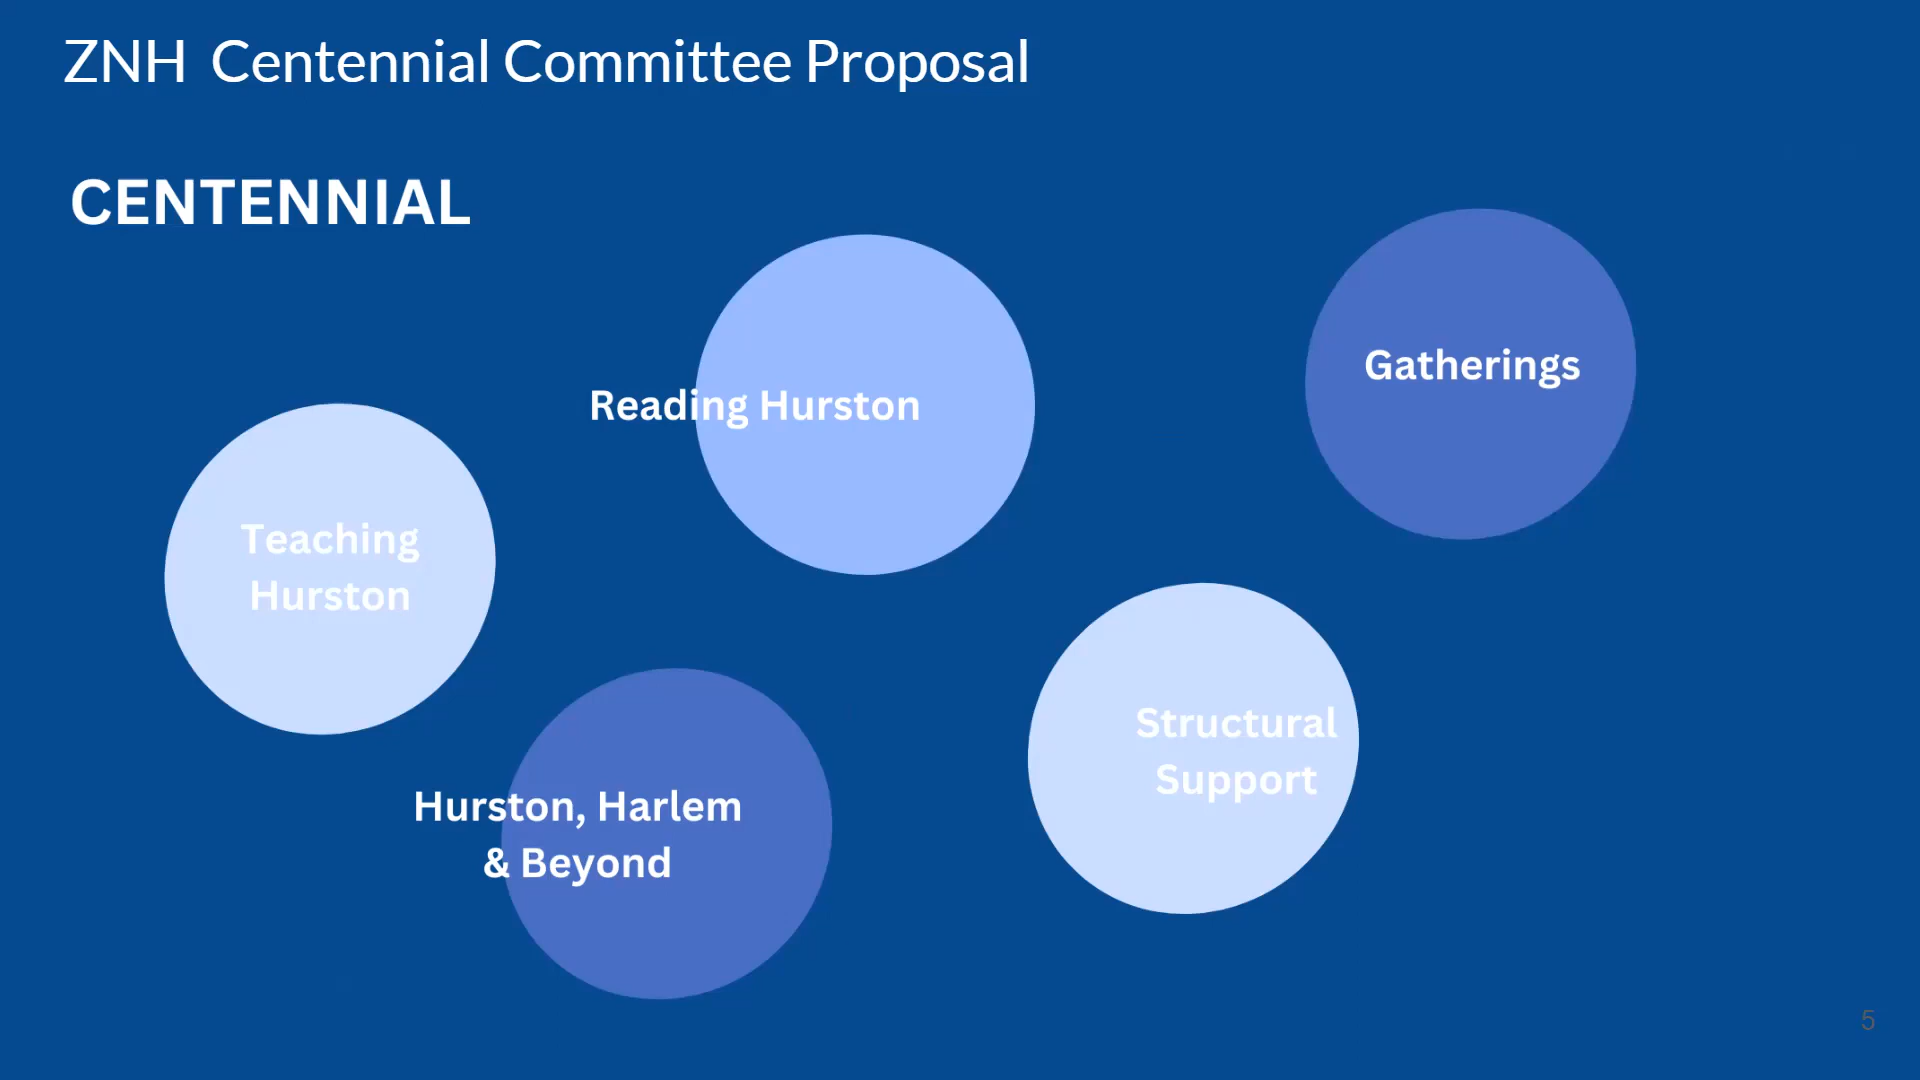 ZNH Centennial Committee Proposal
CENTENNIAL
Gatherings
Reading Hurston
Teaching
Hurston
Structural
Support
Hurston, Harlem
& Beyond
5